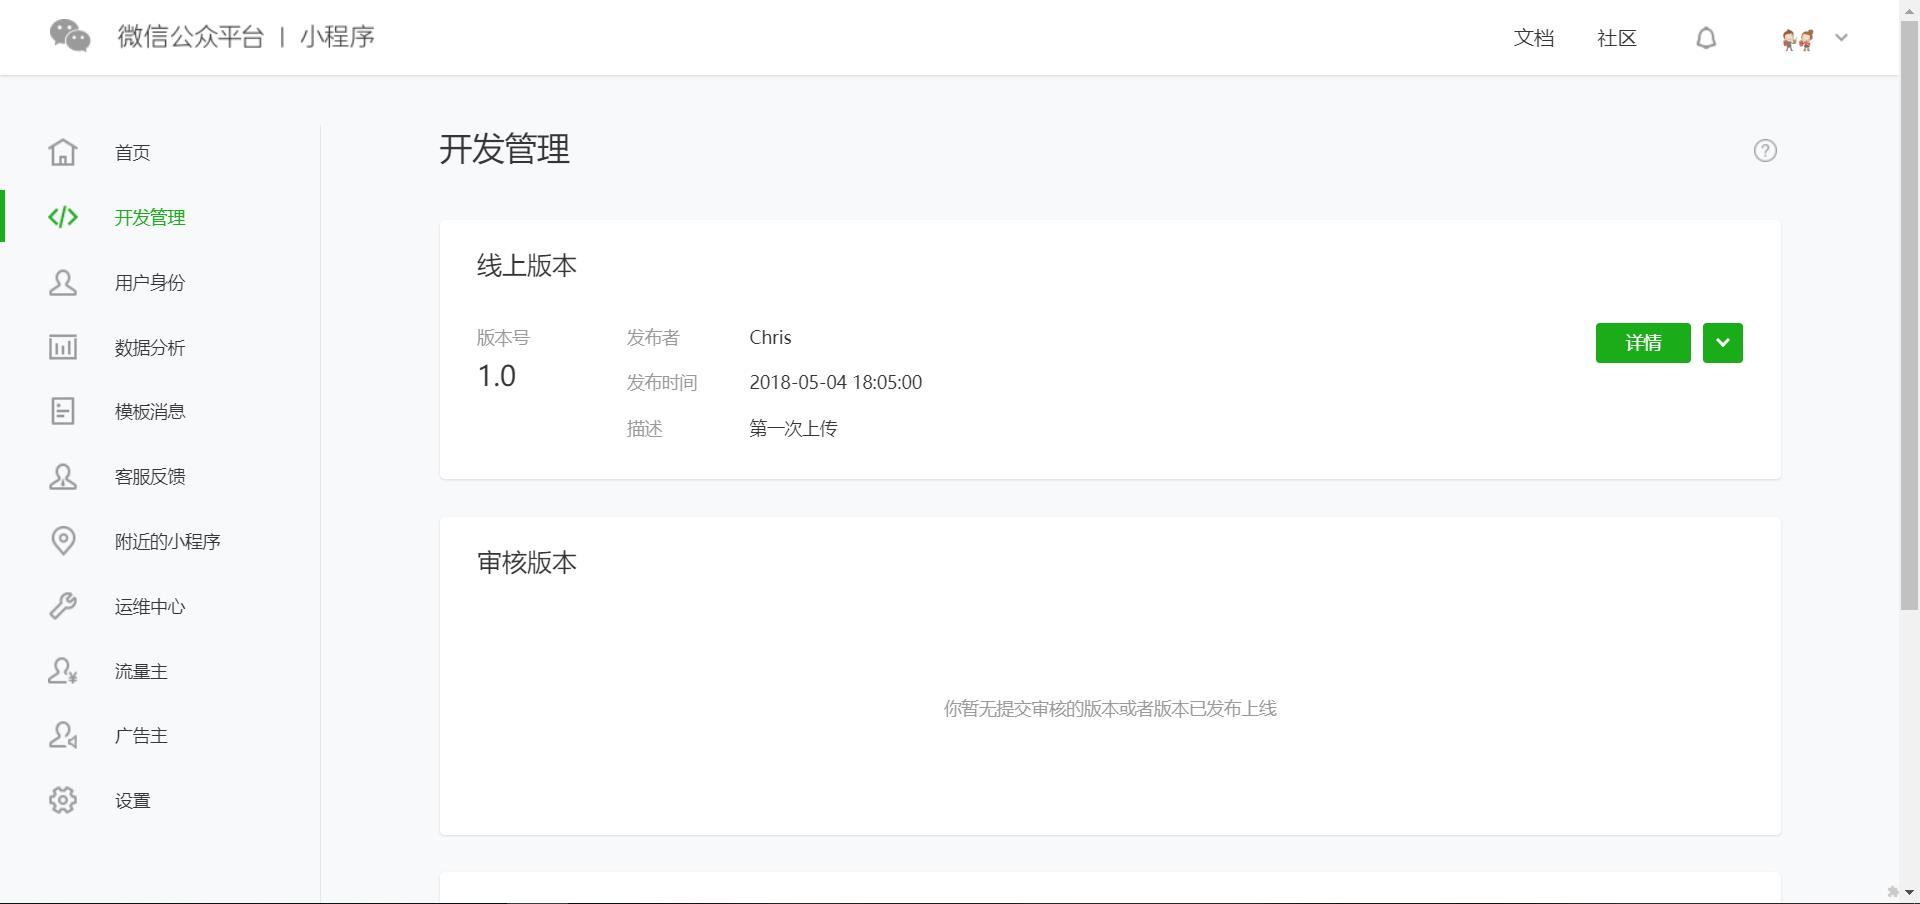 微信公众平台 | 小程序
文档
社区
首页
开发管理
用户身份
数据分析
模板消息
客服反馈
附近的小程序
运维中心
流量主
广告主
设置
开发管理
线上版本
版本号
1.0
发布者 Chris
发布时间 2018-05-04 18:05:00
描述 第一次上传
详情
审核版本
你暂无提交审核的版本或者版本已发布上线